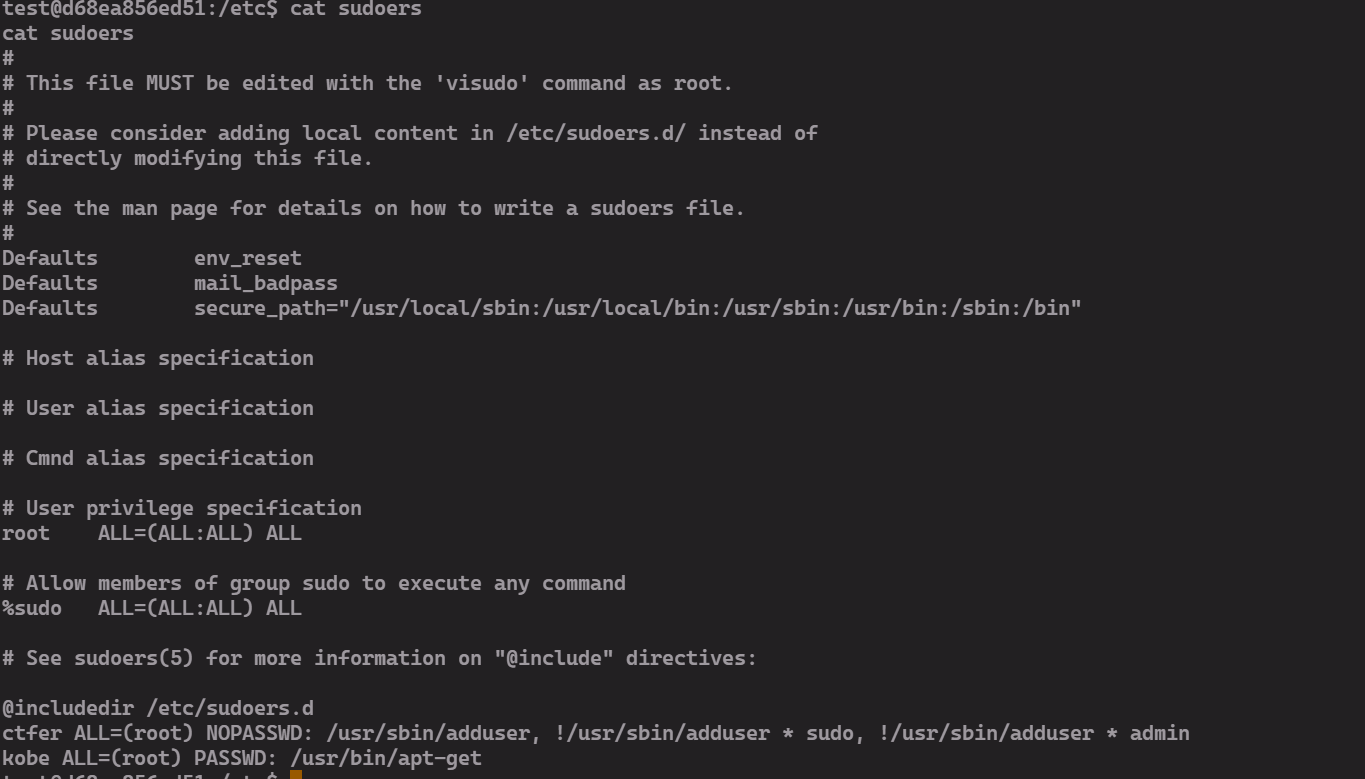 test@d68ea856ed51:/etc$ cat sudoers
cat sudoers
#
# This file MUST be edited with the 'visudo' command as root.
#
# Please consider adding local content in /etc/sudoers.d/ instead of
# directly modifying this file.
#
# See the man page for details on how to write a sudoers file.
#
Defaults        env_reset
Defaults        mail_badpass
Defaults        secure_path="/usr/local/sbin:/usr/local/bin:/usr/sbin:/usr/bin:/sbin:/bin"
# Host alias specification
# User alias specification
# Cmnd alias specification
# User privilege specification
root    ALL=(ALL:ALL) ALL
# Allow members of group sudo to execute any command
%sudo   ALL=(ALL:ALL) ALL
# See sudoers(5) for more information on "@include" directives:
@includedir /etc/sudoers.d
ctfer ALL=(root) NOPASSWD: /usr/sbin/adduser, !/usr/sbin/adduser * sudo, !/usr/sbin/adduser * admin
kobe ALL=(root) PASSWD: /usr/bin/apt-get
test@d68ea856ed51:/etc$